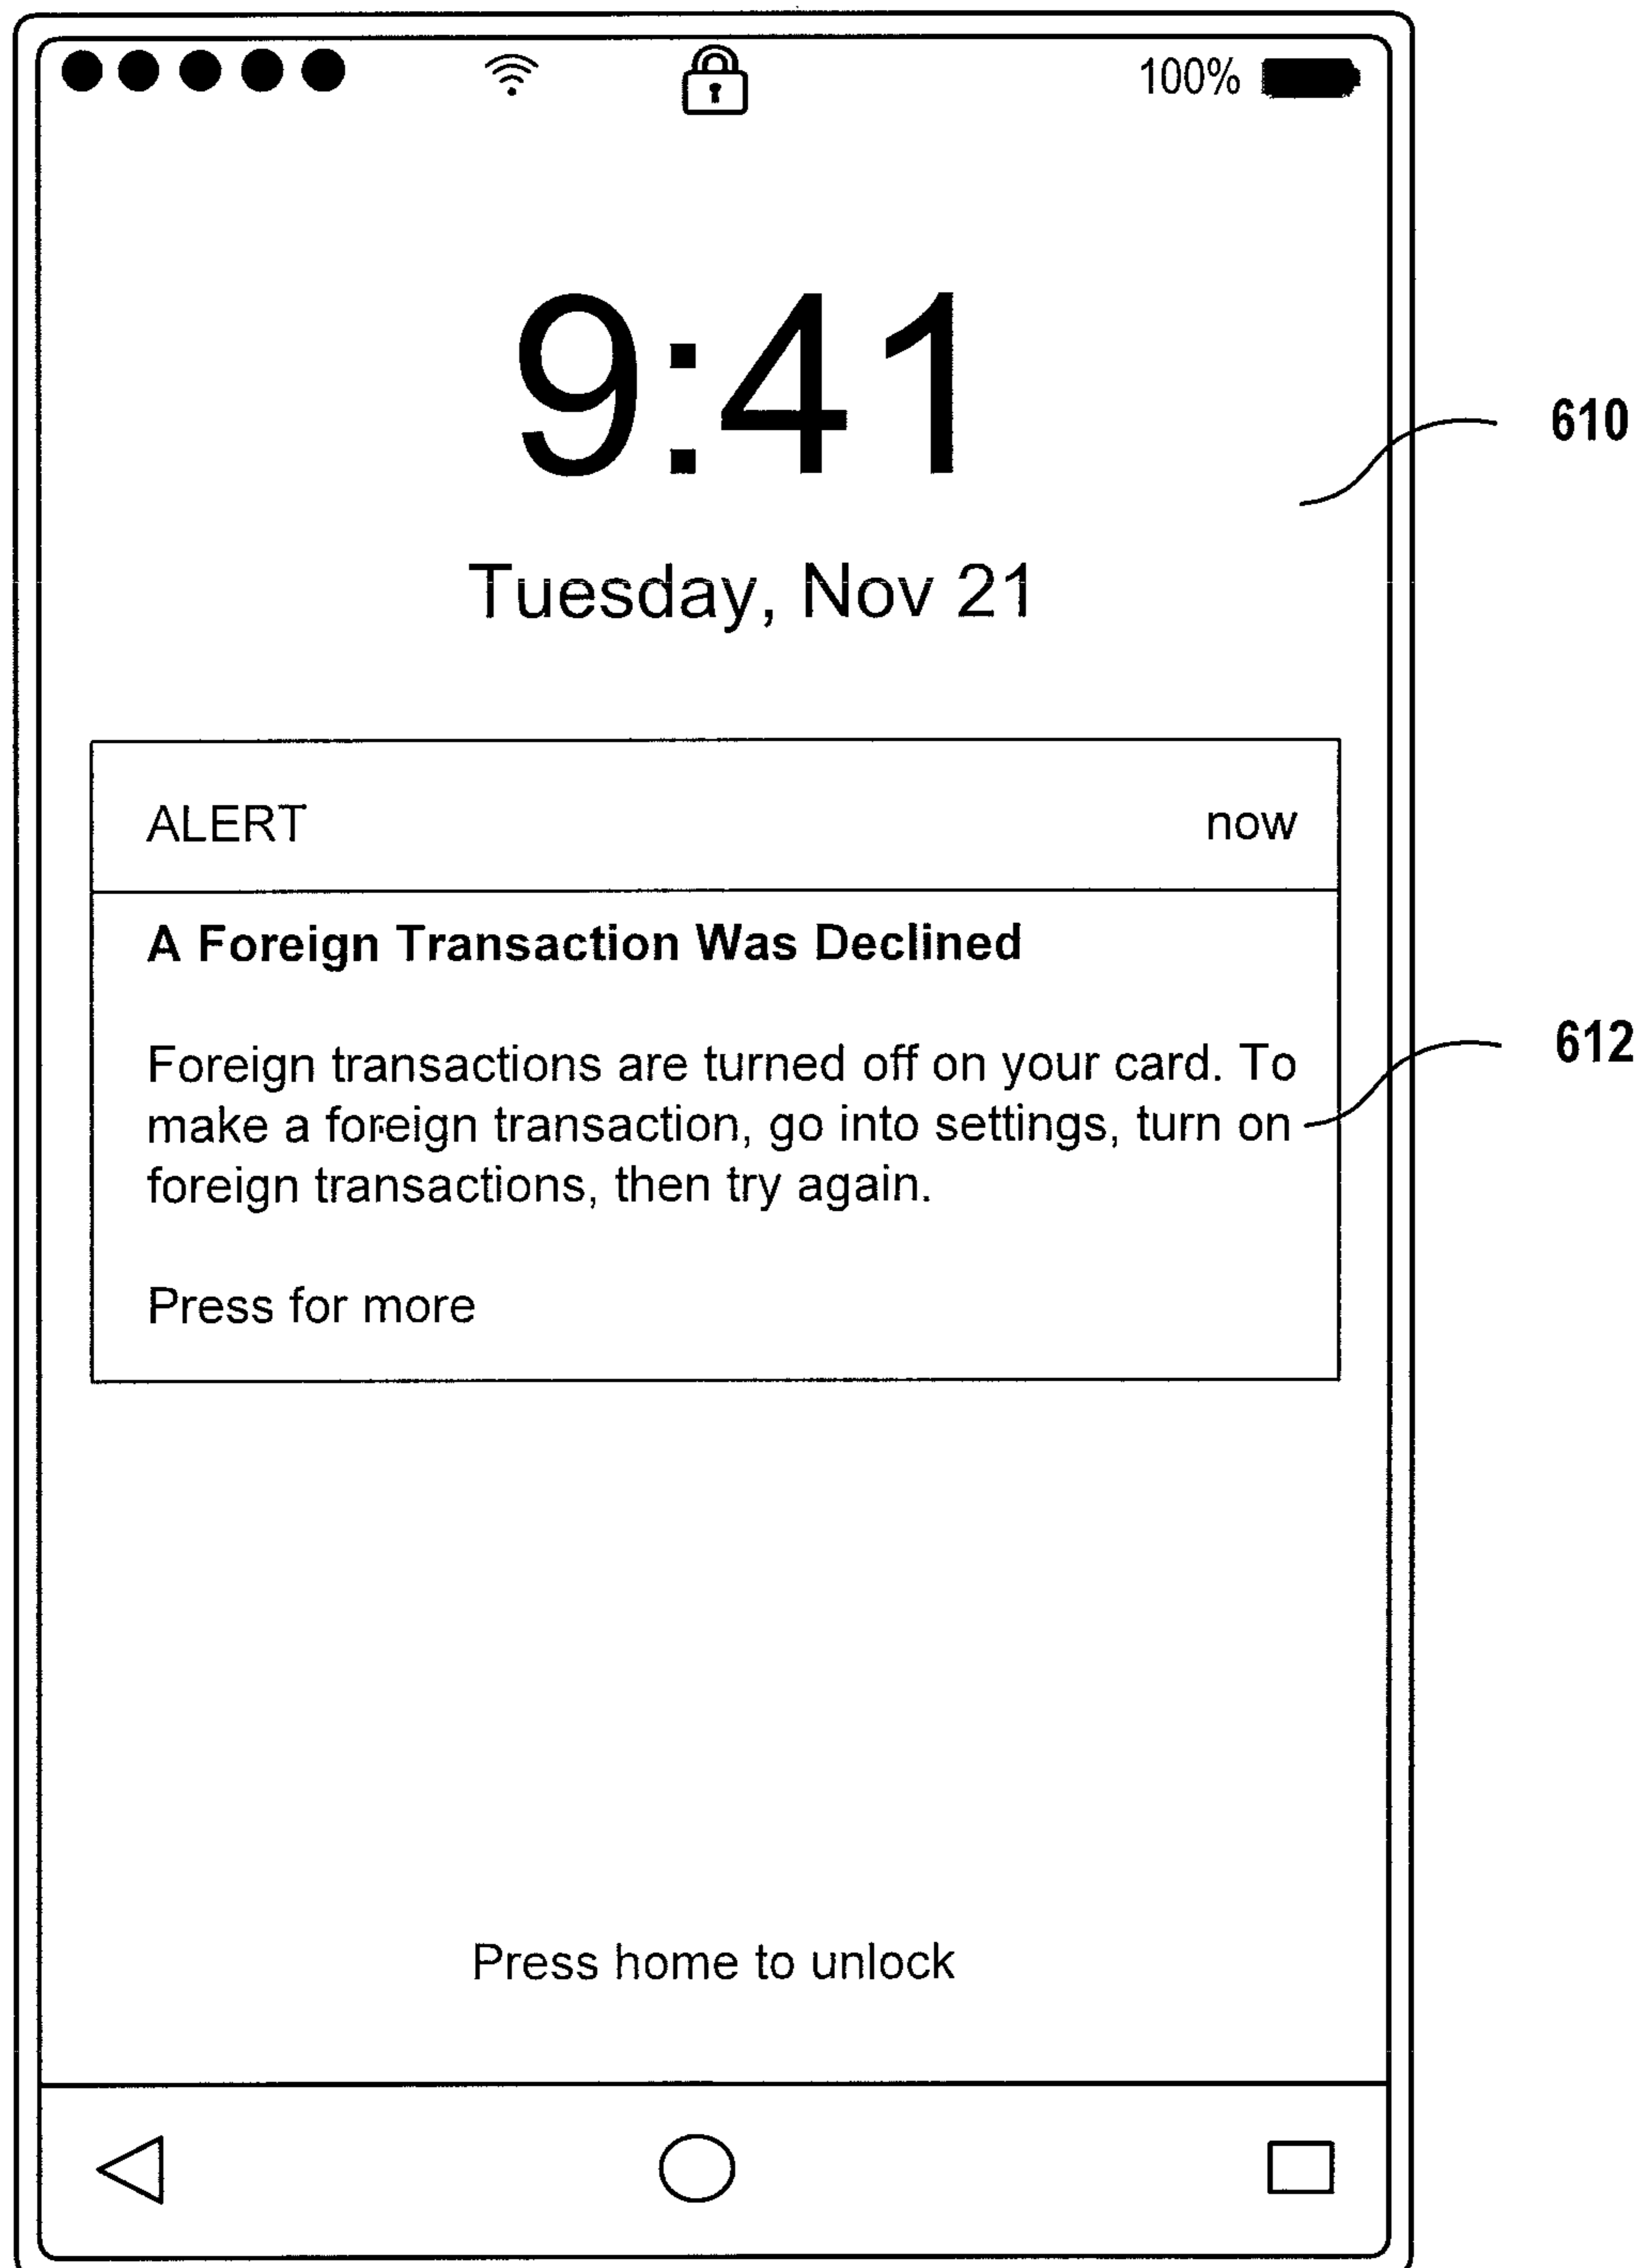 100%
9:41
610
Tuesday, Nov 21
ALERT now
A Foreign Transaction Was Declined
Foreign transactions are turned off on your card. To
612
make a foreign transaction, go into settings, turn on
foreign transactions, then try again.
Press for more
Press home to unlock